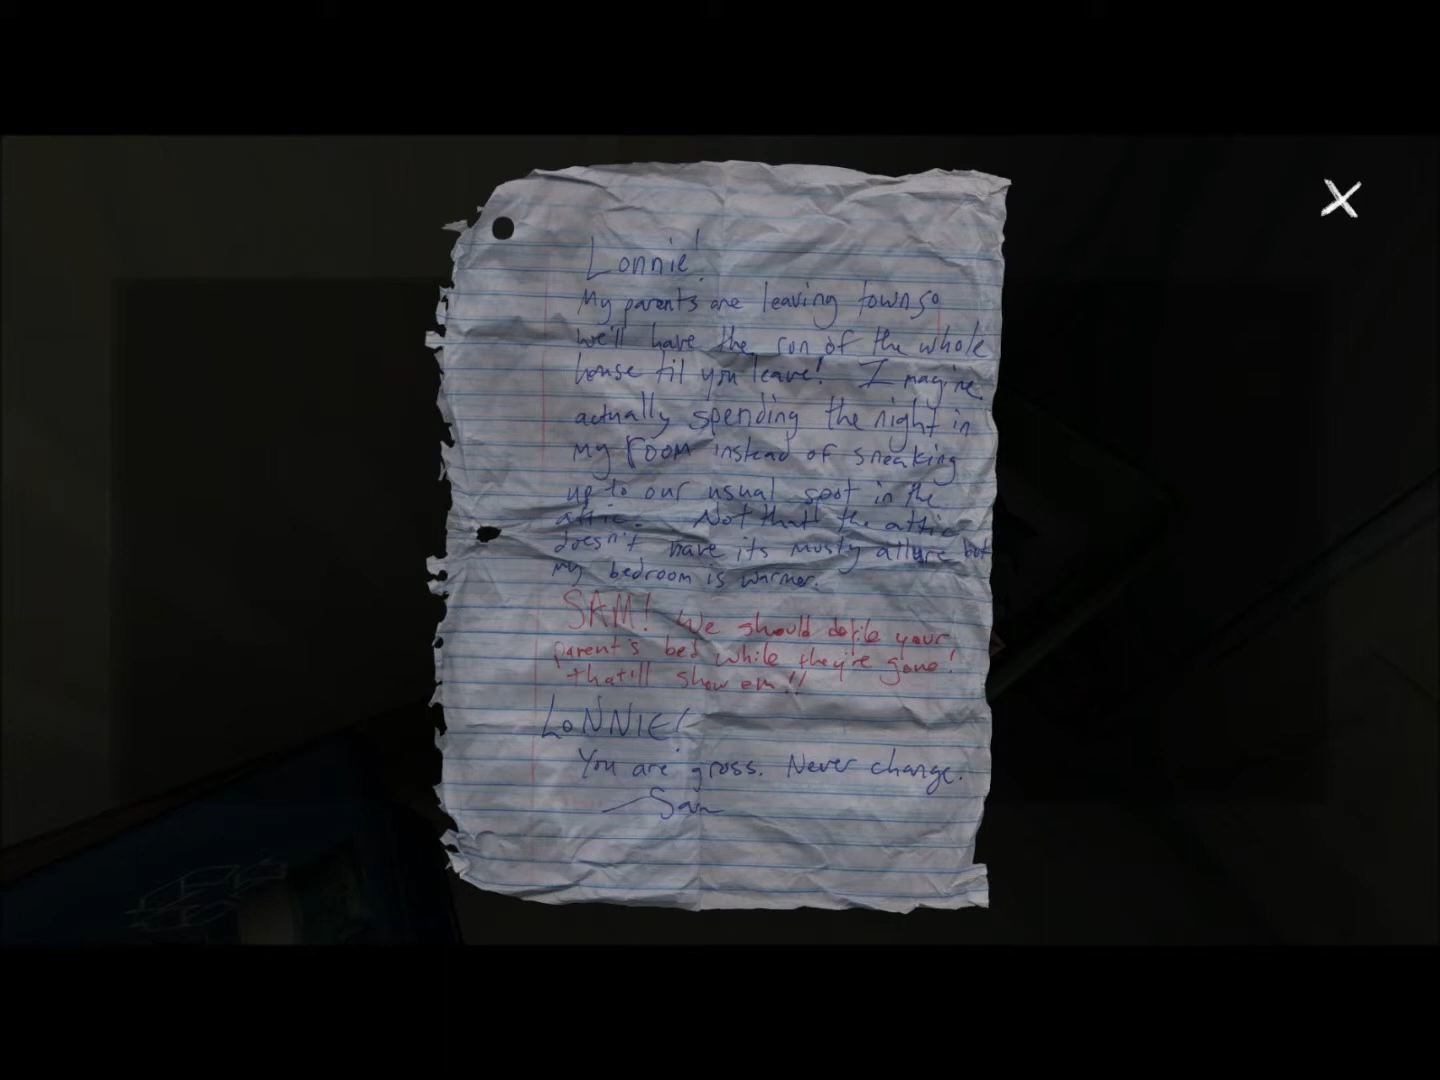 Lonnie!
My parents are leaving town so
we'll have the run of the whole
house til you leave! Imagine
actually spending the night in
my room instead of sneaking
up to our usual spot in the
attic. Not that the attic
doesn't have its musty allure but
my bedroom is warmer.
SAM! We should defile your
parent's bed while they're gone!
that'll show em!!
LoNNIE!
You are gross. Never change.
—Sam